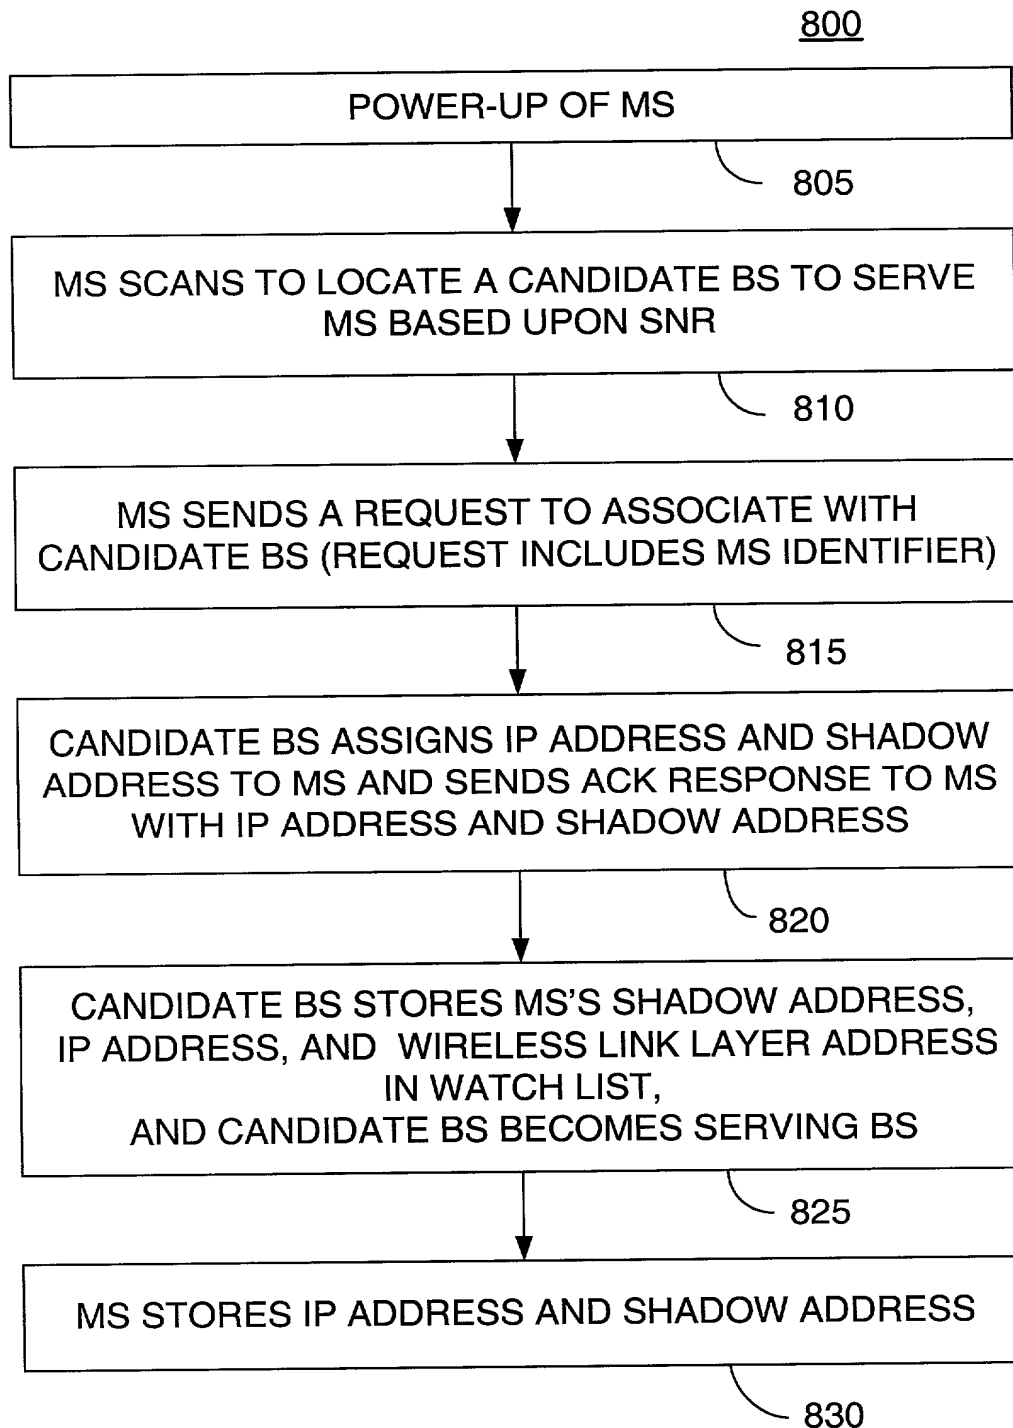 800
POWER-UP OF MS
805
MS SCANS TO LOCATE A CANDIDATE BS TO SERVE
MS BASED UPON SNR
810
MS SENDS A REQUEST TO ASSOCIATE WITH
CANDIDATE BS (REQUEST INCLUDES MS IDENTIFIER)
815
CANDIDATE BS ASSIGNS IP ADDRESS AND SHADOW
ADDRESS TO MS AND SENDS ACK RESPONSE TO MS
WITH IP ADDRESS AND SHADOW ADDRESS
820
CANDIDATE BS STORES MS'S SHADOW ADDRESS,
IP ADDRESS, AND WIRELESS LINK LAYER ADDRESS
IN WATCH LIST,
AND CANDIDATE BS BECOMES SERVING BS
825
MS STORES IP ADDRESS AND SHADOW ADDRESS
830